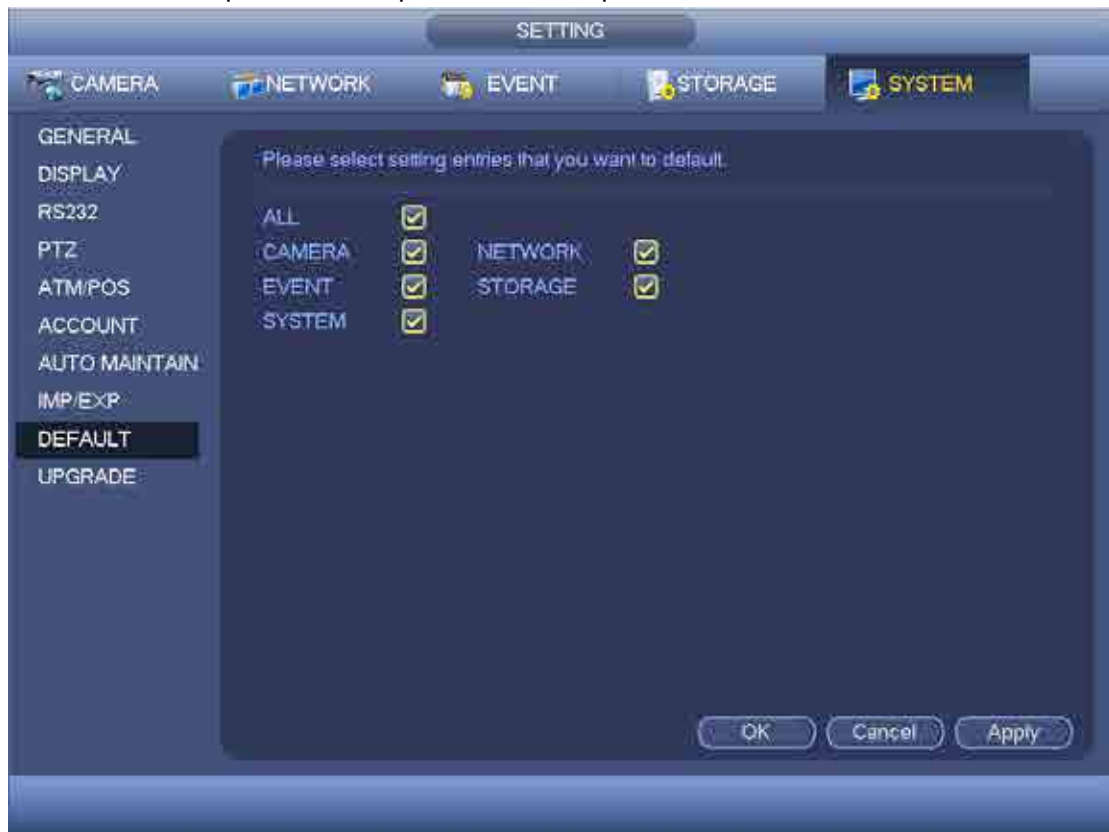 SETTING
CAMERA NETWORK EVENT STORAGE SYSTEM
GENERAL
DISPLAY
RS232
PTZ
ATM/POS
ACCOUNT
AUTO MAINTAIN
IMP/EXP
DEFAULT
UPGRADE
Please select setting entries that you want to default.
ALL
CAMERA NETWORK
EVENT STORAGE
SYSTEM
OK Cancel Apply